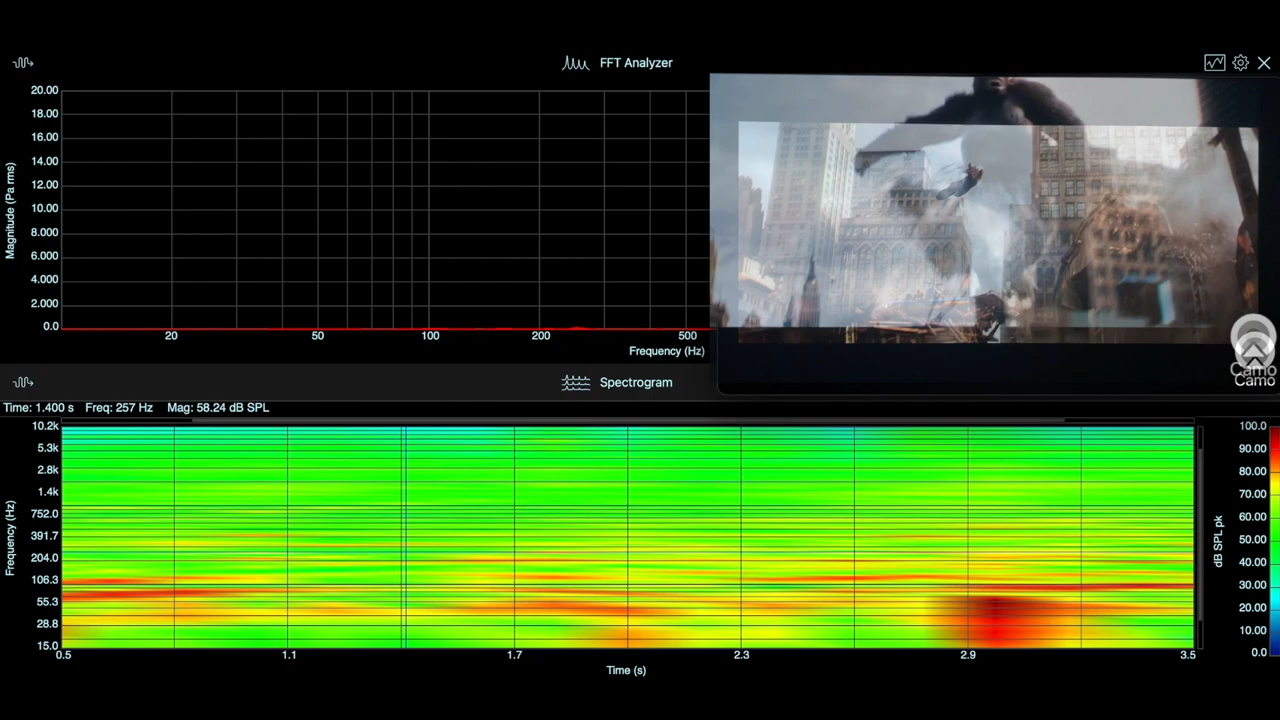 FFT Analyzer
20.00
18.00
16.00
14.00
12.00
10.00
8.000
6.000
4.000
2.000
0.0
Magnitude (Pa rms)
20 50 100 200 500
Frequency (Hz)
Camo
Camo
Spectrogram
Time: 1.400 s Freq: 257 Hz Mag: 58.24 dB SPL
10.2k
5.3k
2.8k
1.4k
752.0
391.7
204.0
106.3
55.3
28.8
15.0
Frequency (Hz)
0.5 1.1 1.7 2.3 2.9 3.5
Time (s)
dB SPL pk
100.0
90.00
80.00
70.00
60.00
50.00
40.00
30.00
20.00
10.00
0.0